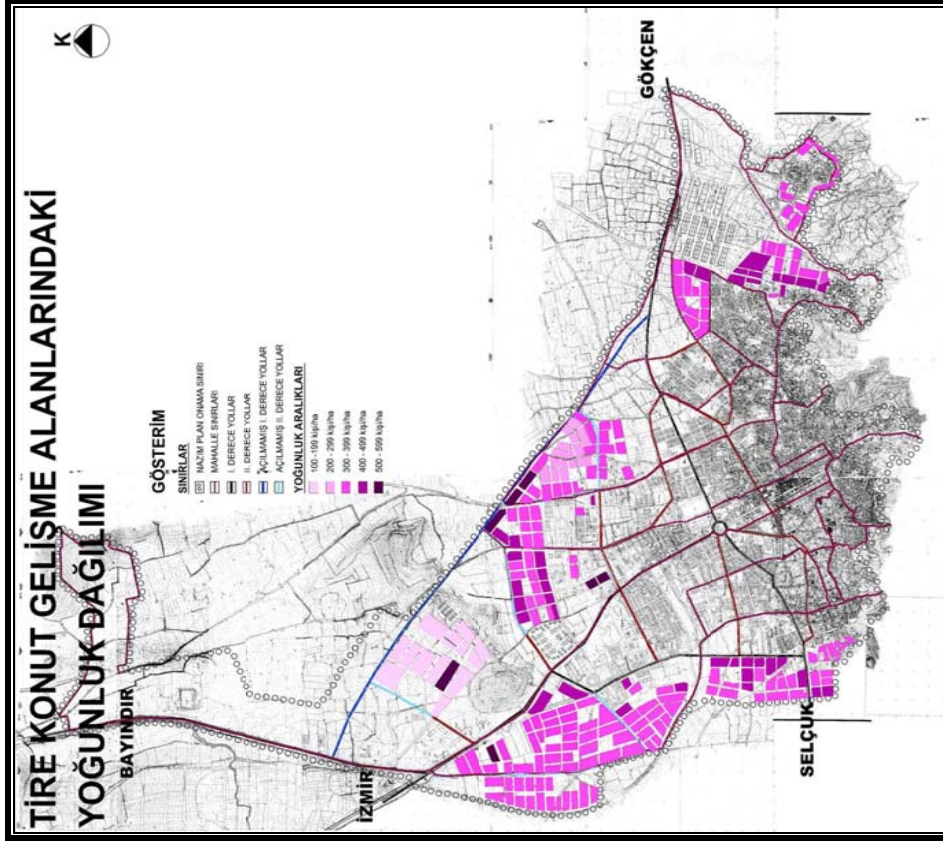 TİRE KONUT GELİŞME ALANLARINDAKİ
YOĞUNLUK DAĞILIMI
K
GÖSTERİM
SINIRLAR
NAZIM PLAN ONAMA SINIRI
MAHALLE SINIRLARI
I. DERECE YOLLAR
II. DERECE YOLLAR
AÇILMAMIŞ I. DERECE YOLLAR
AÇILMAMIŞ II. DERECE YOLLAR
YOĞUNLUK ARALIKLARI
100 -199 kişi/ha
200 - 299 kişi/ha
300 - 399 kişi/ha
400 - 499 kişi/ha
500 - 599 kişi/ha
BAYINDIR
İZMİR
SELÇUK
GÖKÇEN